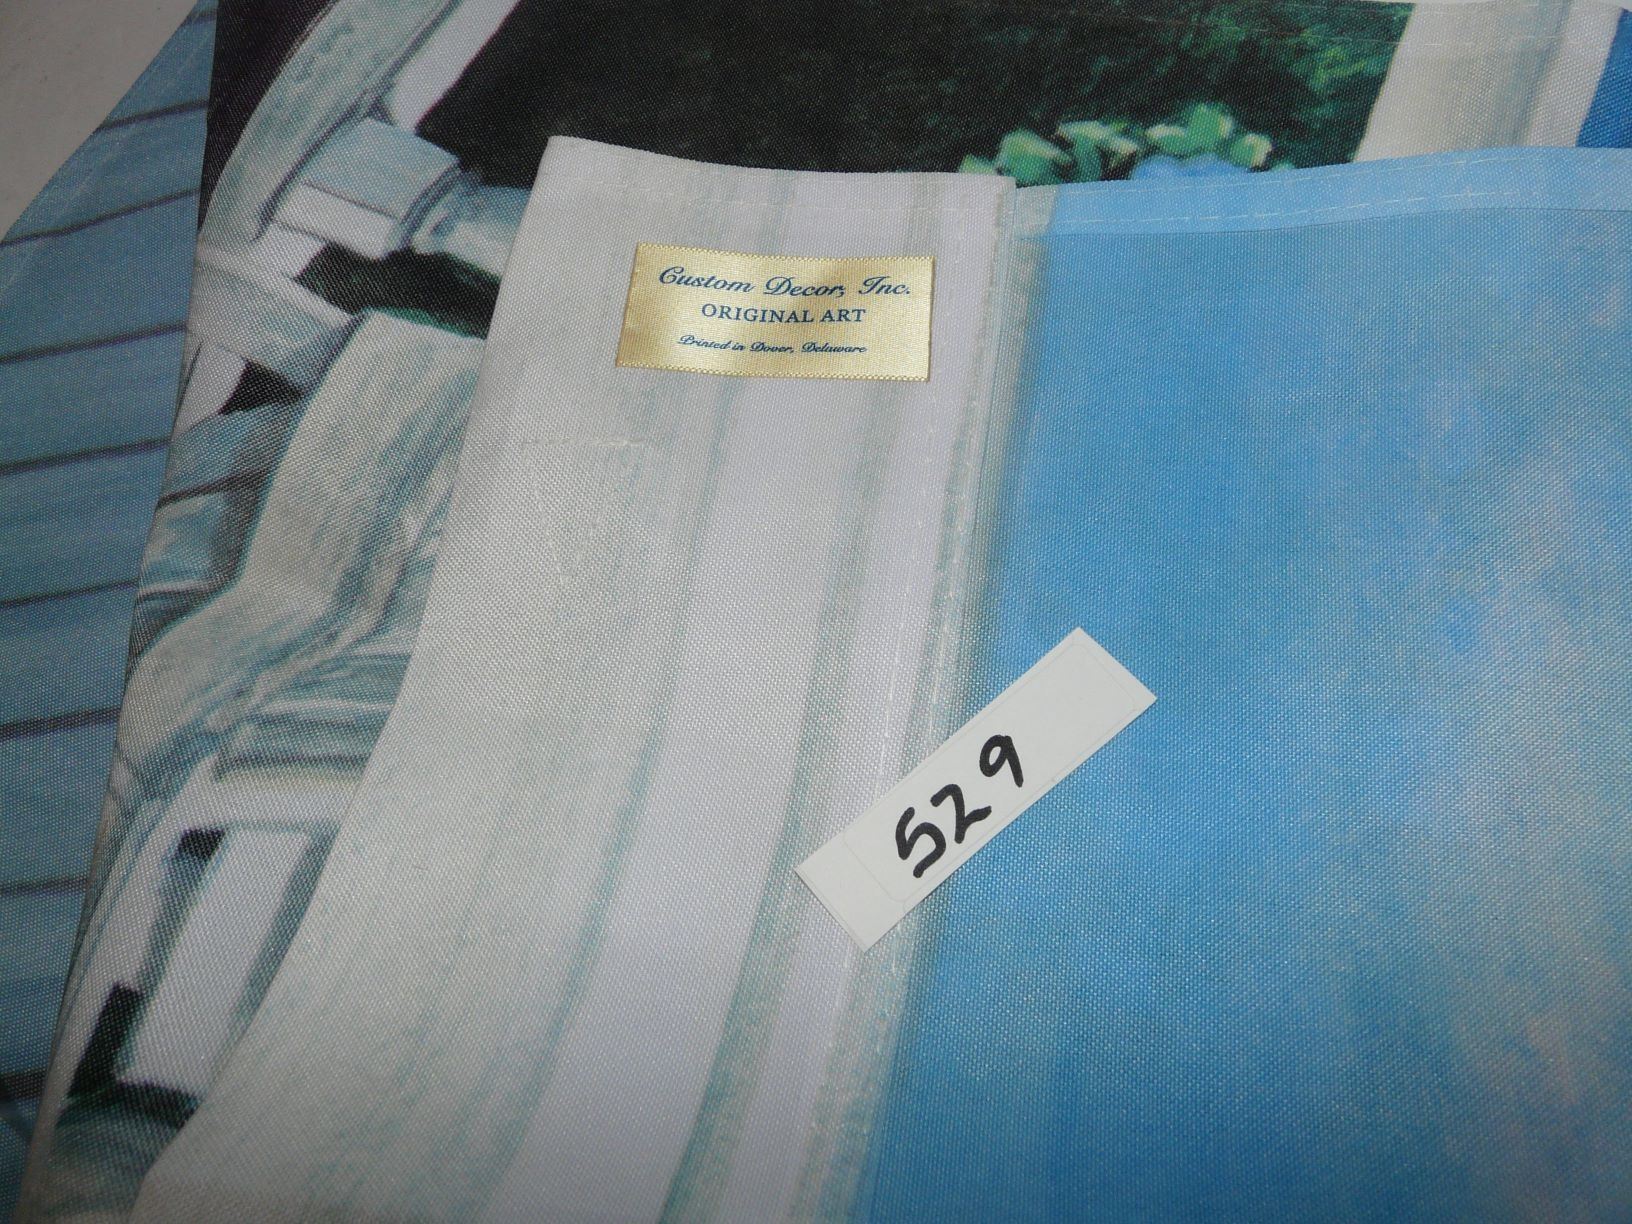 Custom Decor, Inc.
ORIGINAL ART
Printed in Dover, Delaware
529